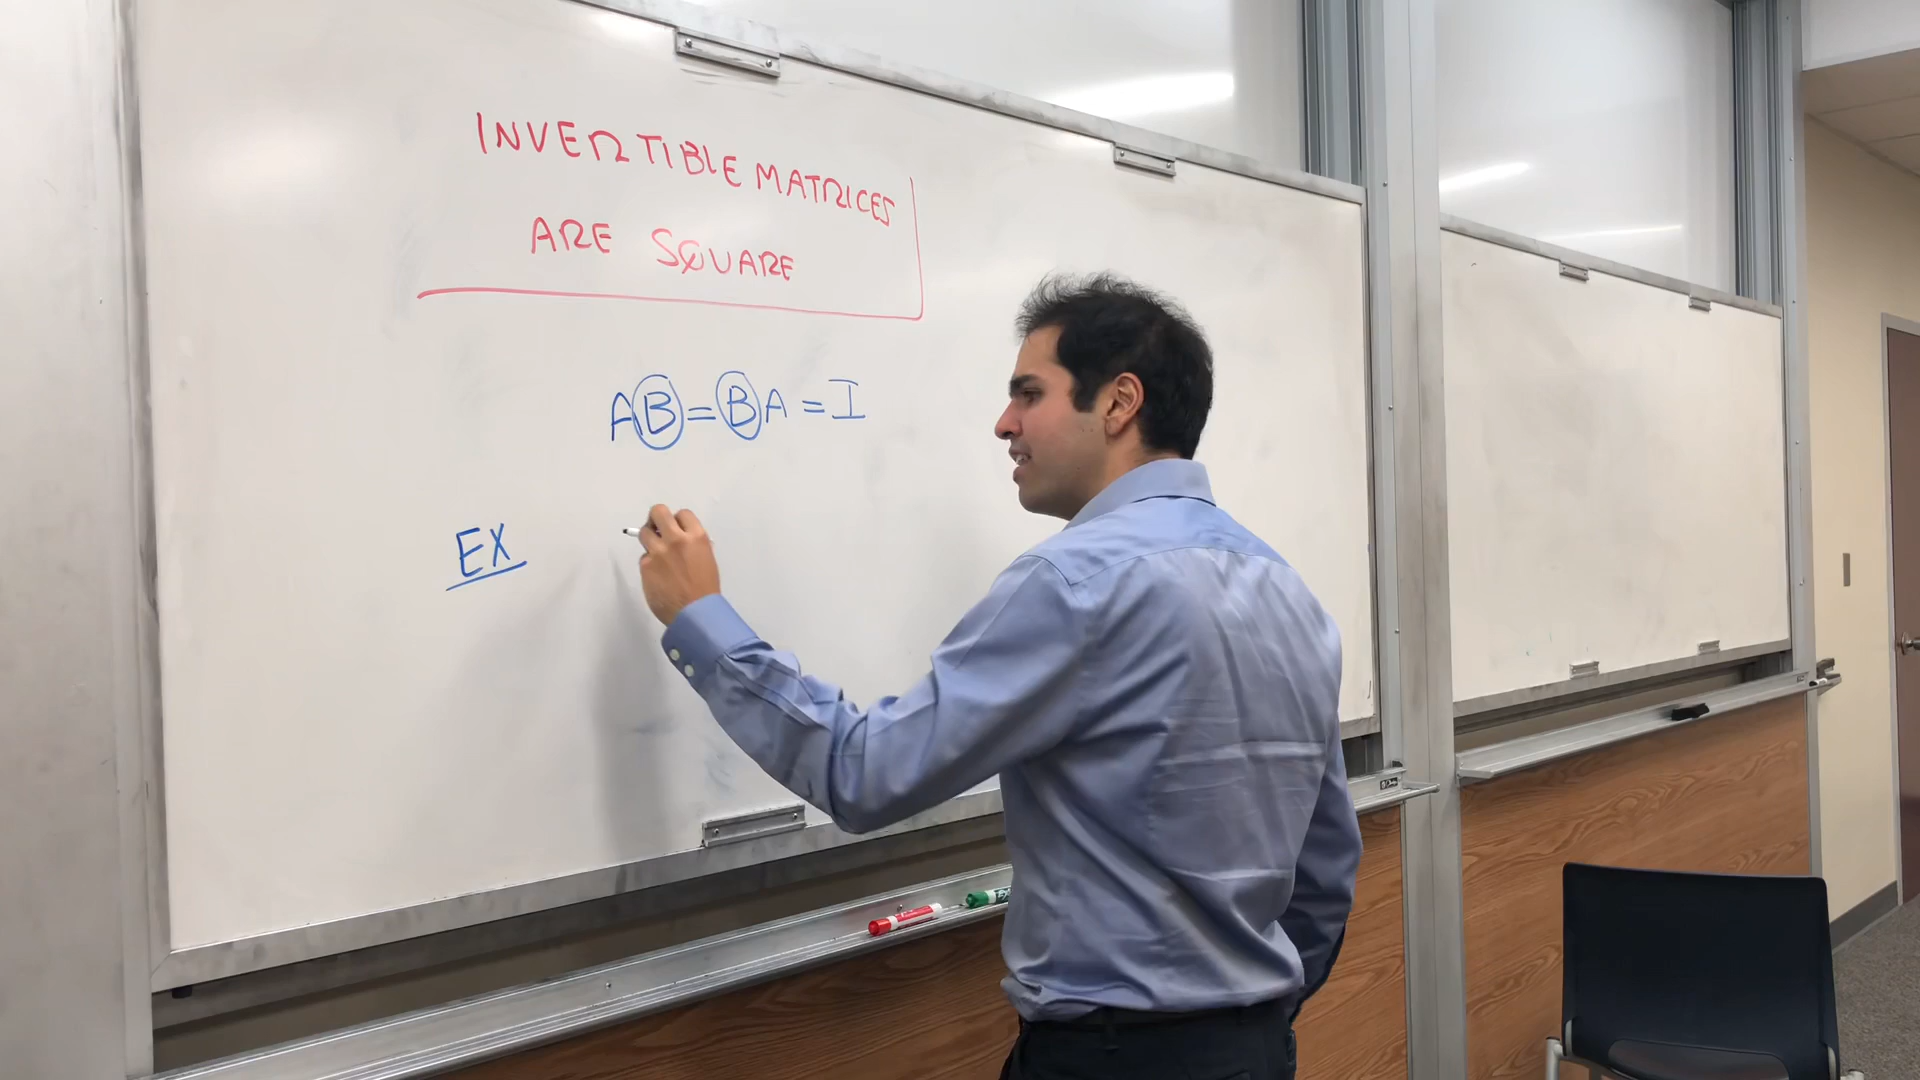 INVERTIBLE MATRICES
ARE SQUARE
AB = BA = I
EX